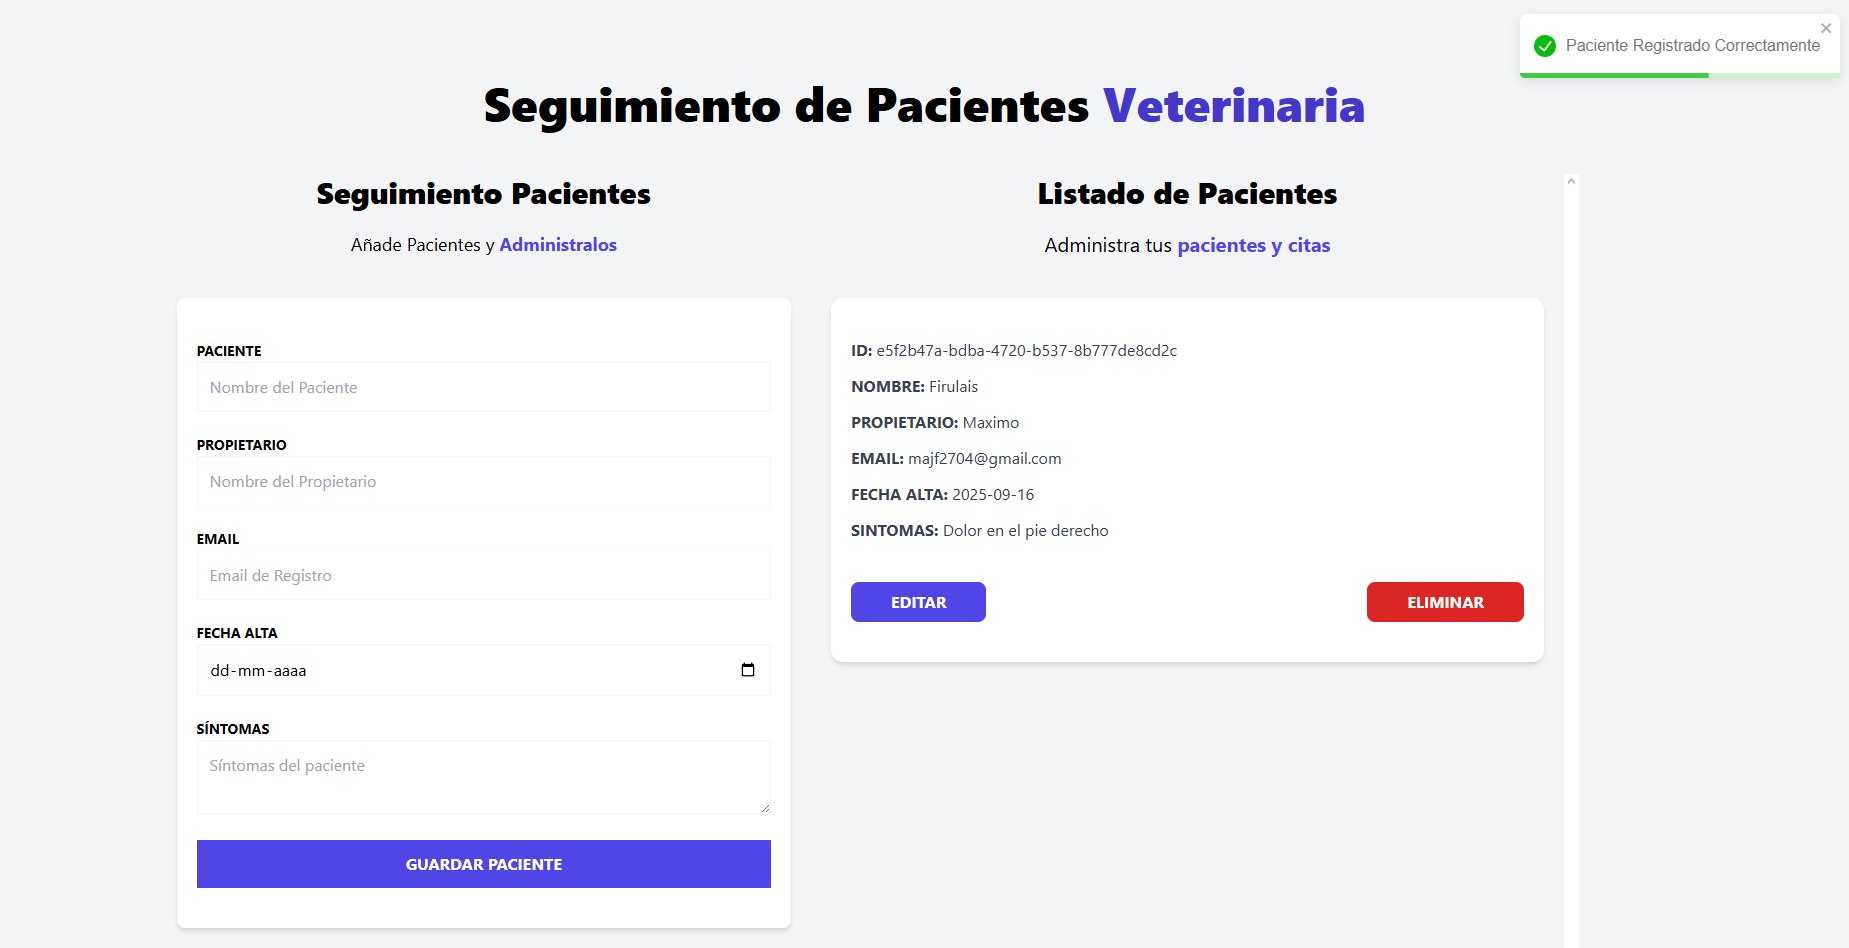 Paciente Registrado Correctamente
Seguimiento de Pacientes Veterinaria
Seguimiento Pacientes
Añade Pacientes y Administralos
PACIENTE
Nombre del Paciente
PROPIETARIO
Nombre del Propietario
EMAIL
Email de Registro
FECHA ALTA
dd-mm-aaaa
SÍNTOMAS
Síntomas del paciente
GUARDAR PACIENTE
Listado de Pacientes
Administra tus pacientes y citas
ID: e5f2b47a-bdba-4720-b537-8b777de8cd2c
NOMBRE: Firulais
PROPIETARIO: Maximo
EMAIL: majf2704@gmail.com
FECHA ALTA: 2025-09-16
SINTOMAS: Dolor en el pie derecho
EDITAR
ELIMINAR